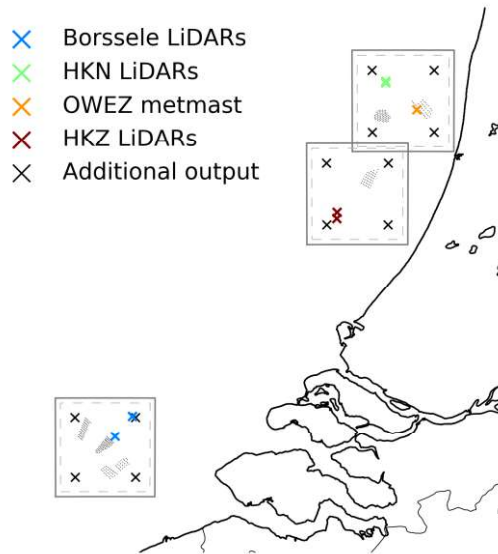 Borssele LiDARs
HKN LiDARs
OWEZ metmast
HKZ LiDARs
Additional output